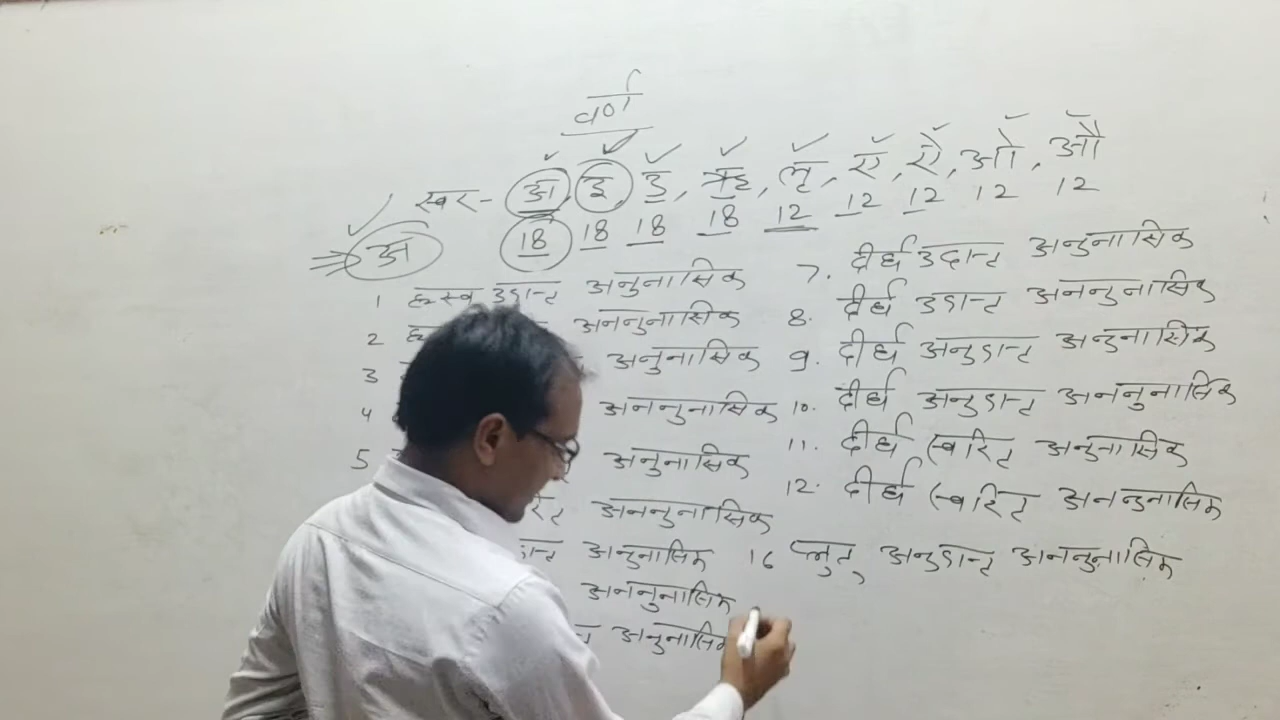 वर्ण
स्वर- अ, इ, उ, ऋ, लृ, ए, ऐ, ओ, औ
18 18 18 18 12 12 12 12 12
अ
1 ह्रस्व उदात्त अनुनासिक
2 अननुनासिक
3 अनुनासिक
4 अननुनासिक
5 अनुनासिक
अननुनासिक
अनुनासिक
अननुनासिक
अनुनासिक
7. दीर्घ उदात्त अनुनासिक
8. दीर्घ उदात्त अननुनासिक
9. दीर्घ अनुदात्त अनुनासिक
10. दीर्घ अनुदात्त अननुनासिक
11. दीर्घ स्वरित अनुनासिक
12. दीर्घ स्वरित अननुनासिक
16 प्लुत अनुदात्त अननुनासिक